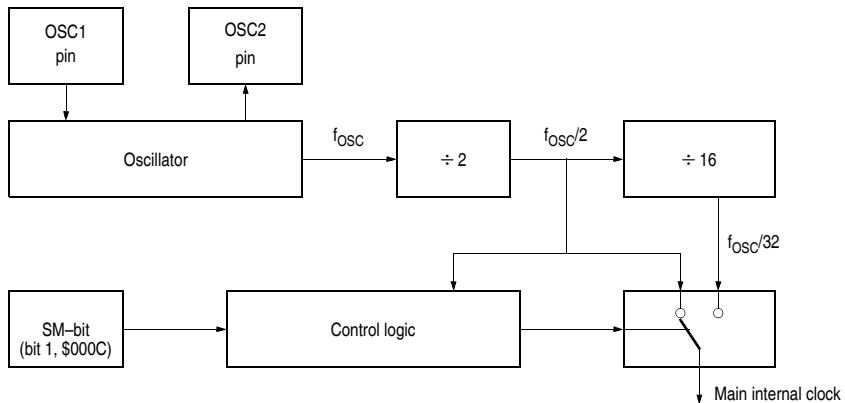 OSC1
pin
OSC2
pin
Oscillator
fOSC
÷ 2
fOSC/2
÷ 16
fOSC/32
SM–bit
(bit 1, $000C)
Control logic
Main internal clock